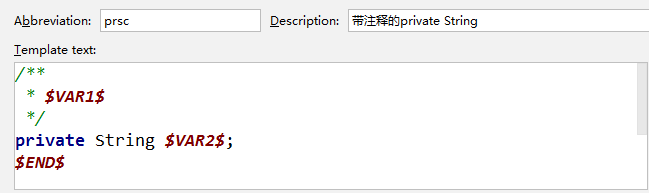 Abbreviation: prsc Description: 带注释的private String
Template text:
/**
 * $VAR1$
 */
private String $VAR2$;
$END$